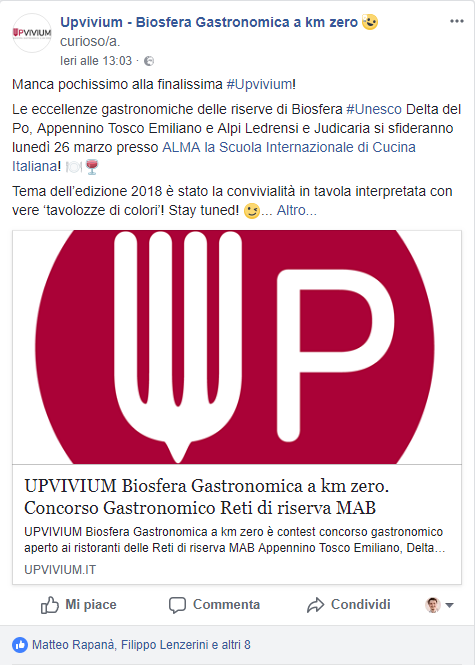 UPVIVIUM
Upvivium - Biosfera Gastronomica a km zero
curioso/a.
Ieri alle 13:03
Manca pochissimo alla finalissima #Upvivium!
Le eccellenze gastronomiche delle riserve di Biosfera #Unesco Delta del
Po, Appennino Tosco Emiliano e Alpi Ledrensi e Judicaria si sfideranno
lunedì 26 marzo presso ALMA la Scuola Internazionale di Cucina
Italiana! 🍽️🍷
Tema dell'edizione 2018 è stato la convivialità in tavola interpretata con
vere 'tavolozze di colori'! Stay tuned! 😉... Altro...
UP
UPVIVIUM Biosfera Gastronomica a km zero.
Concorso Gastronomico Reti di riserva MAB
UPVIVIUM Biosfera Gastronomica a km zero è contest concorso gastronomico
aperto ai ristoranti delle Reti di riserva MAB Appennino Tosco Emiliano, Delta...
UPVIVIUM.IT
Mi piace Commenta Condividi
Matteo Rapanà, Filippo Lenzerini e altri 8